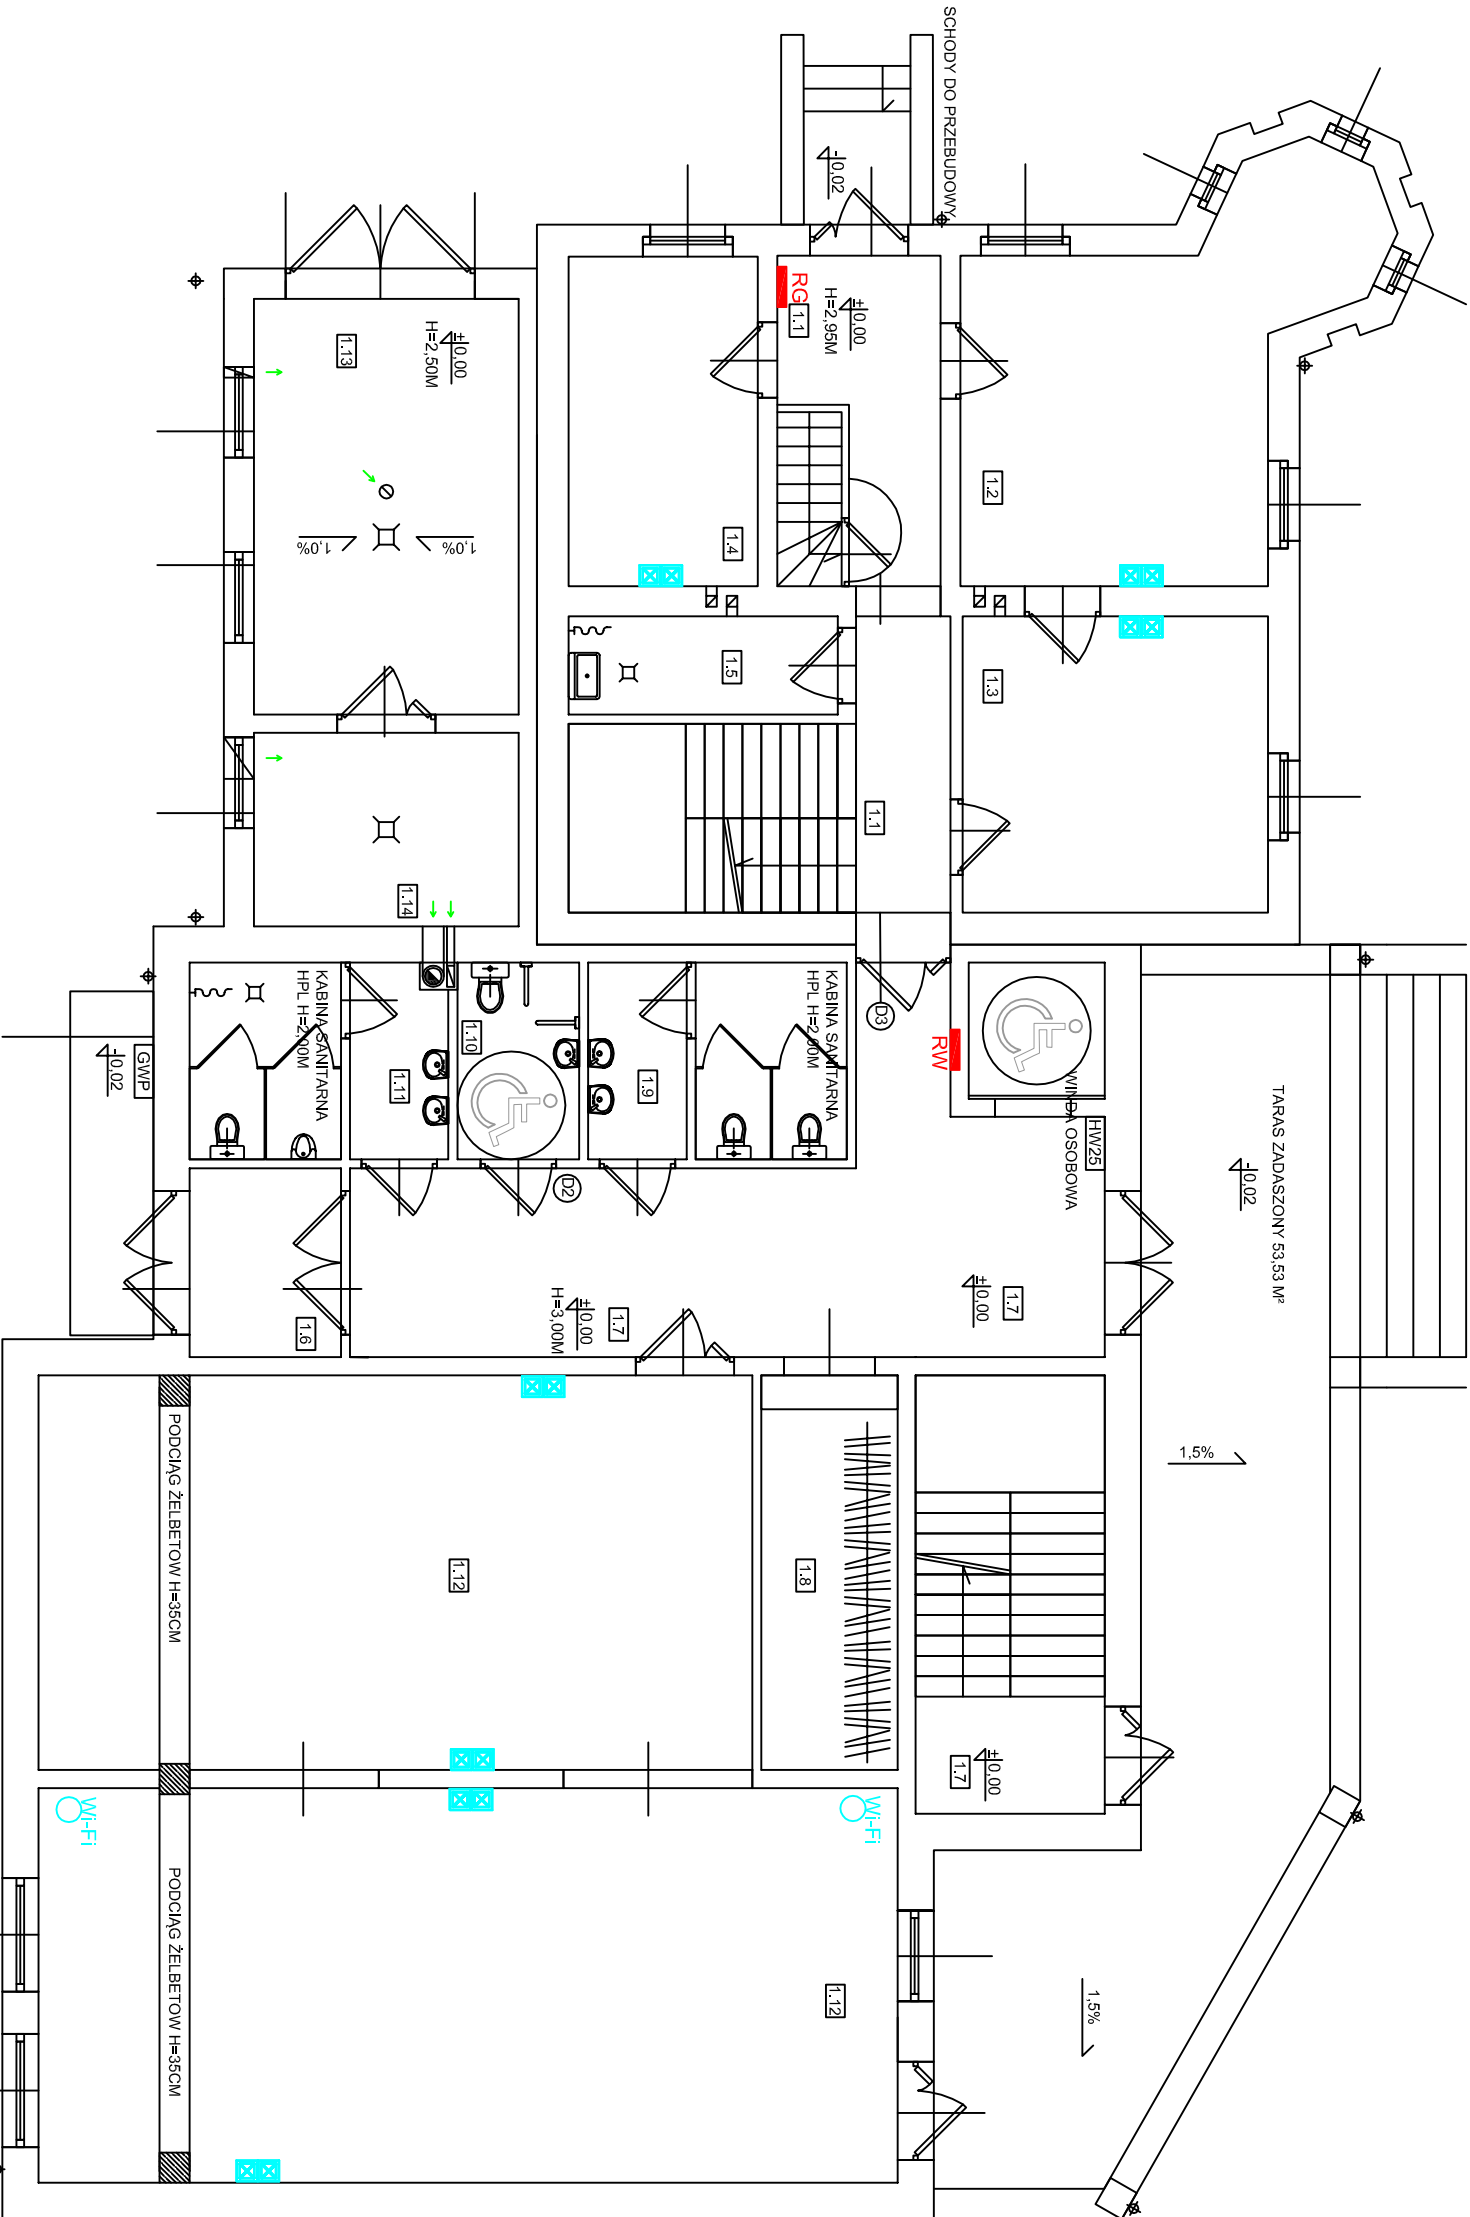 SCHODY DO PRZEBUDOWY
-0,02
RG
1.1
±0,00
H=2,95M
1.2
±0,00
H=2,50M
1.13
1,0%
1,0%
1.4
1.5
1.3
1.1
1.14
KABINA SANITARNA
HPL H=2,00M
KABINA SANITARNA
HPL H=2,00M
D3
RW
1.10
1.11
1.9
GWP
-0,02
D2
HW25
WINDA OSOBOWA
TARAS ZADASZONY 53,53 M²
-0,02
1.6
±0,00
H=3,00M
1.7
±0,00
1.7
1,5%
PODCIĄG ŻELBETOW H=35CM
1.12
1.8
±0,00
1.7
Wi-Fi
Wi-Fi
PODCIĄG ŻELBETOW H=35CM
1.12
1,5%